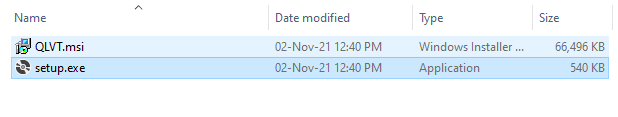 Name Date modified Type Size
QLVT.msi 02-Nov-21 12:40 PM Windows Installer ... 66,496 KB
setup.exe 02-Nov-21 12:40 PM Application 540 KB